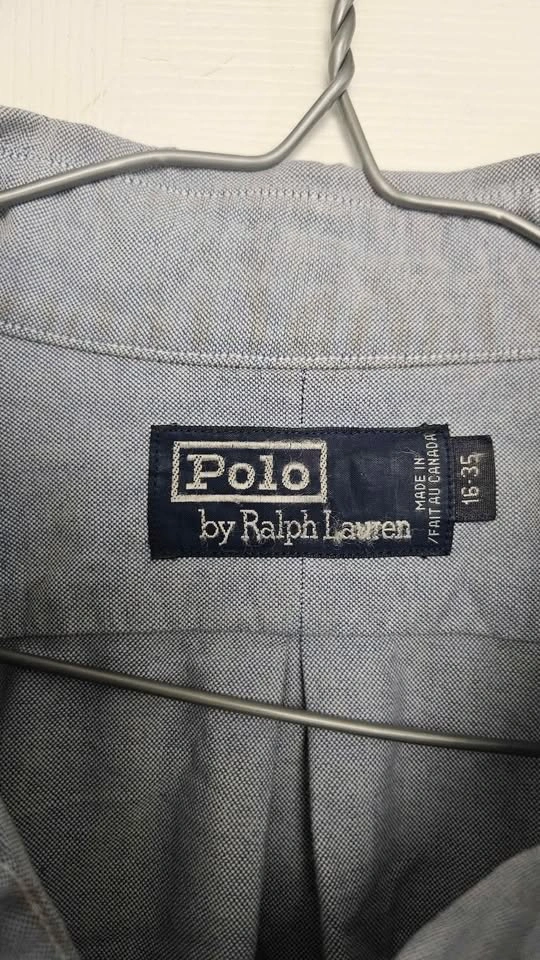 Polo
by Ralph Lauren
MADE IN
/FAIT AU CANADA
16-35